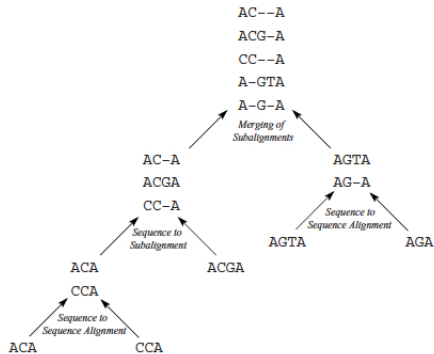 AC--A
ACG-A
CC--A
A-GTA
A-G-A
Merging of
Subalignments
AC-A
ACGA
CC-A
AGTA
AG-A
Sequence to
Subalignment
Sequence to
Sequence Alignment
ACA
CCA
ACGA
AGTA
AGA
Sequence to
Sequence Alignment
ACA
CCA